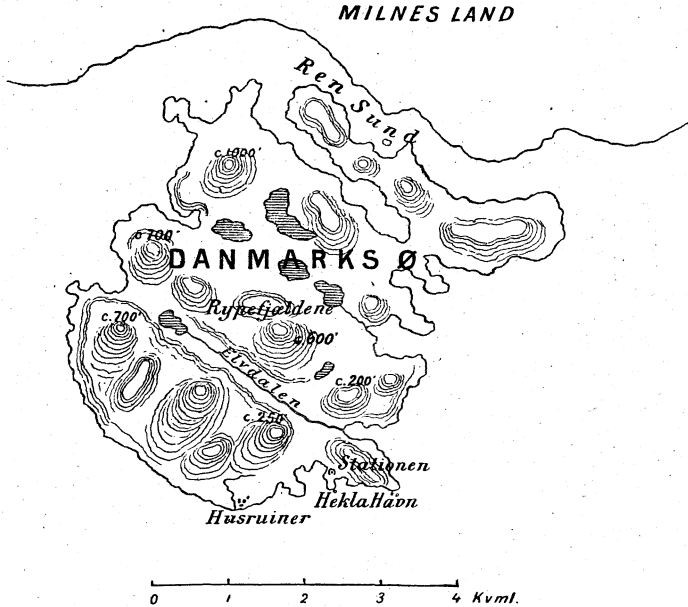 MILNES LAND
Ren Sund
c.1000'
c.700'
DANMARKS Ø
Rypefjældene
c.700'
c.600'
Elvdalen
c.200'
c.250'
Stationen
Hekla Havn
Husruiner
0 1 2 3 4 Kvml.